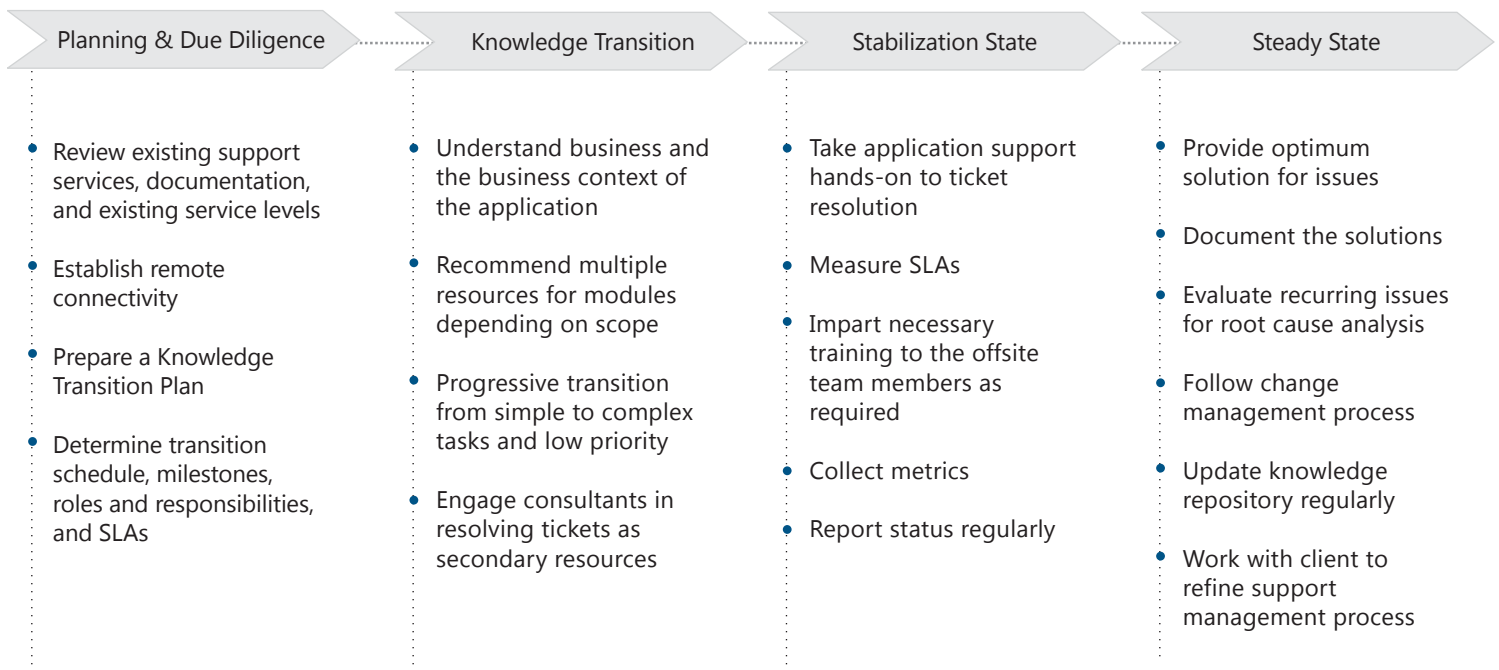 Planning & Due Diligence
Knowledge Transition
Stabilization State
Steady State
Review existing support
services, documentation,
and existing service levels
Establish remote
connectivity
Prepare a Knowledge
Transition Plan
Determine transition
schedule, milestones,
roles and responsibilities,
and SLAs
Understand business and
the business context of
the application
Recommend multiple
resources for modules
depending on scope
Progressive transition
from simple to complex
tasks and low priority
Engage consultants in
resolving tickets as
secondary resources
Take application support
hands-on to ticket
resolution
Measure SLAs
Impart necessary
training to the offsite
team members as
required
Collect metrics
Report status regularly
Provide optimum
solution for issues
Document the solutions
Evaluate recurring issues
for root cause analysis
Follow change
management process
Update knowledge
repository regularly
Work with client to
refine support
management process